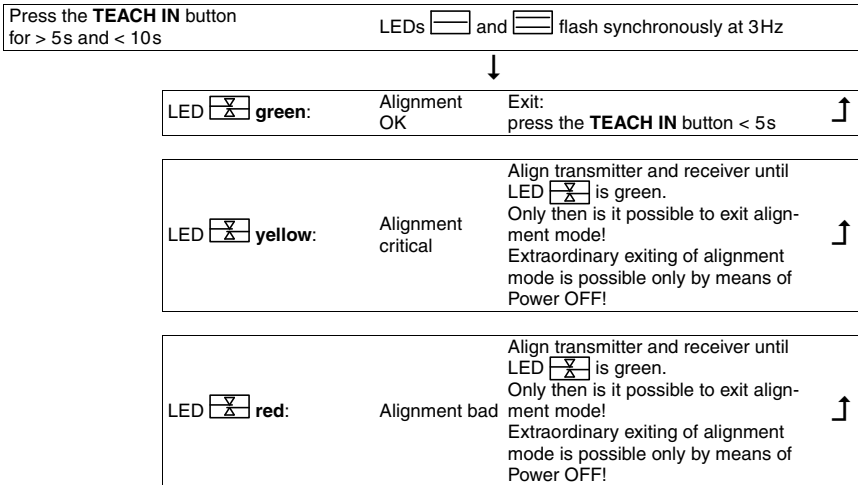 Press the TEACH IN button
for > 5s and < 10s
LEDs and flash synchronously at 3Hz
LED green:
Alignment
OK
Exit:
press the TEACH IN button < 5s
LED yellow:
Alignment
critical
Align transmitter and receiver until
LED is green.
Only then is it possible to exit align-
ment mode!
Extraordinary exiting of alignment
mode is possible only by means of
Power OFF!
LED red:
Alignment bad
Align transmitter and receiver until
LED is green.
Only then is it possible to exit align-
ment mode!
Extraordinary exiting of alignment
mode is possible only by means of
Power OFF!